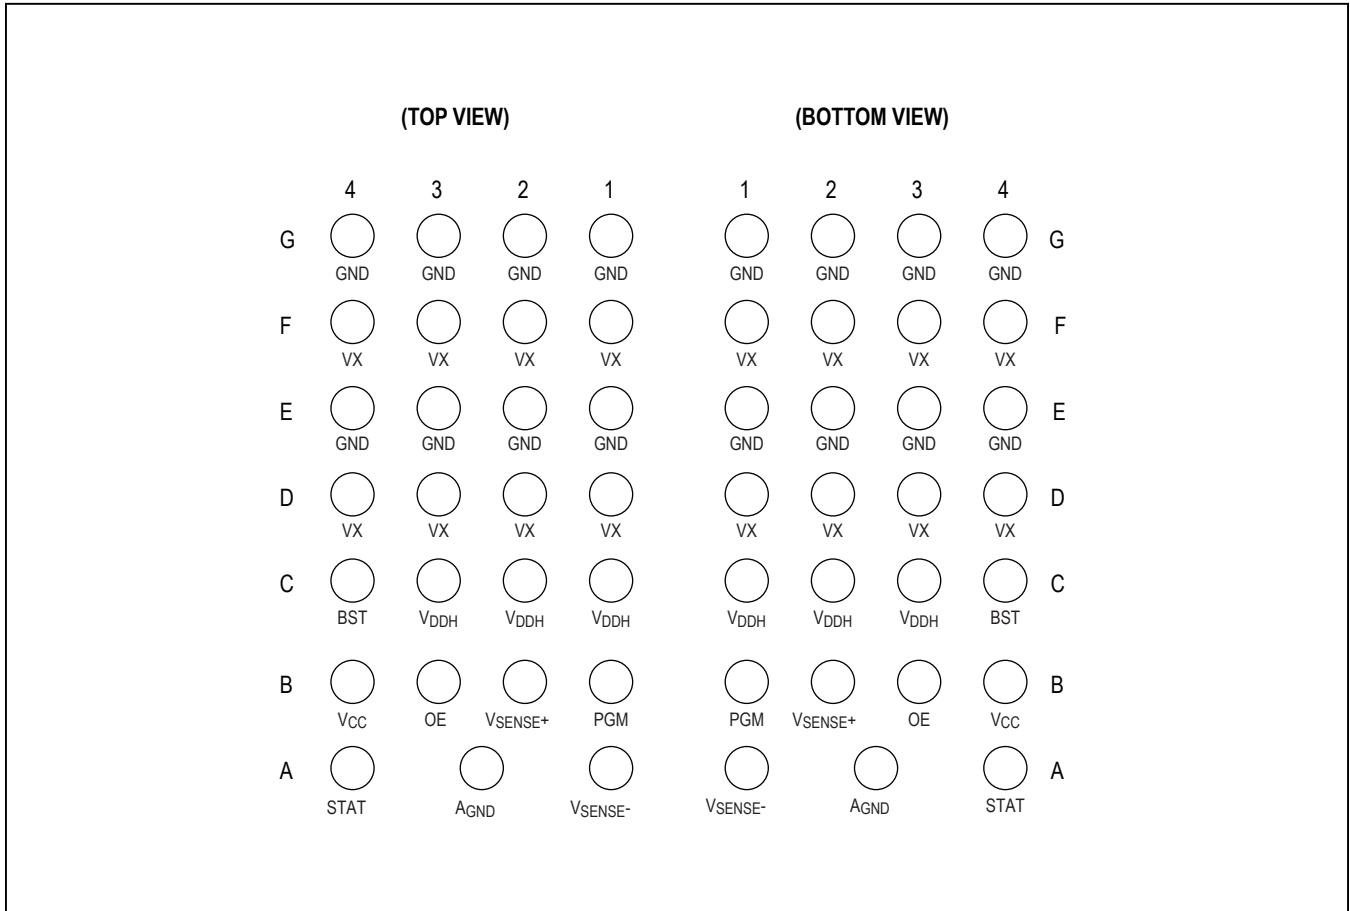 (TOP VIEW) (BOTTOM VIEW)
4 3 2 1 1 2 3 4
G G
GND GND GND GND GND GND GND GND
F F
VX VX VX VX VX VX VX VX
E E
GND GND GND GND GND GND GND GND
D D
VX VX VX VX VX VX VX VX
C C
BST VDDH VDDH VDDH VDDH VDDH VDDH BST
B B
VCC OE VSENSE+ PGM PGM VSENSE+ OE VCC
A A
STAT AGND VSENSE- VSENSE- AGND STAT